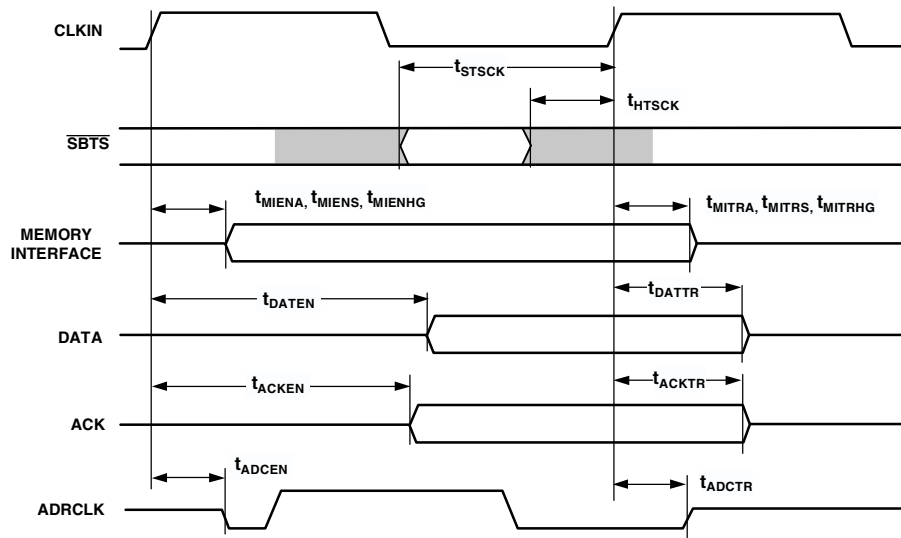 CLKIN
tSTSCK
tHTSCK
SBTS
tMIENA, tMIENS, tMIENHG
tMITRA, tMITRS, tMITRHG
MEMORY
INTERFACE
tDATEN
tDATTR
DATA
tACKEN
tACKTR
ACK
tADCEN
tADCTR
ADRCLK